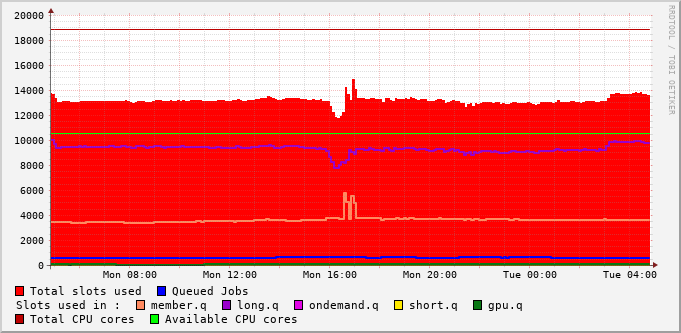 20000
18000
16000
14000
12000
10000
8000
6000
4000
2000
0
Mon 08:00 Mon 12:00 Mon 16:00 Mon 20:00 Tue 00:00 Tue 04:00
Total slots used Queued Jobs
Slots used in : member.q long.q ondemand.q short.q gpu.q
Total CPU cores Available CPU cores
RRDTOOL / TOBI OETIKER